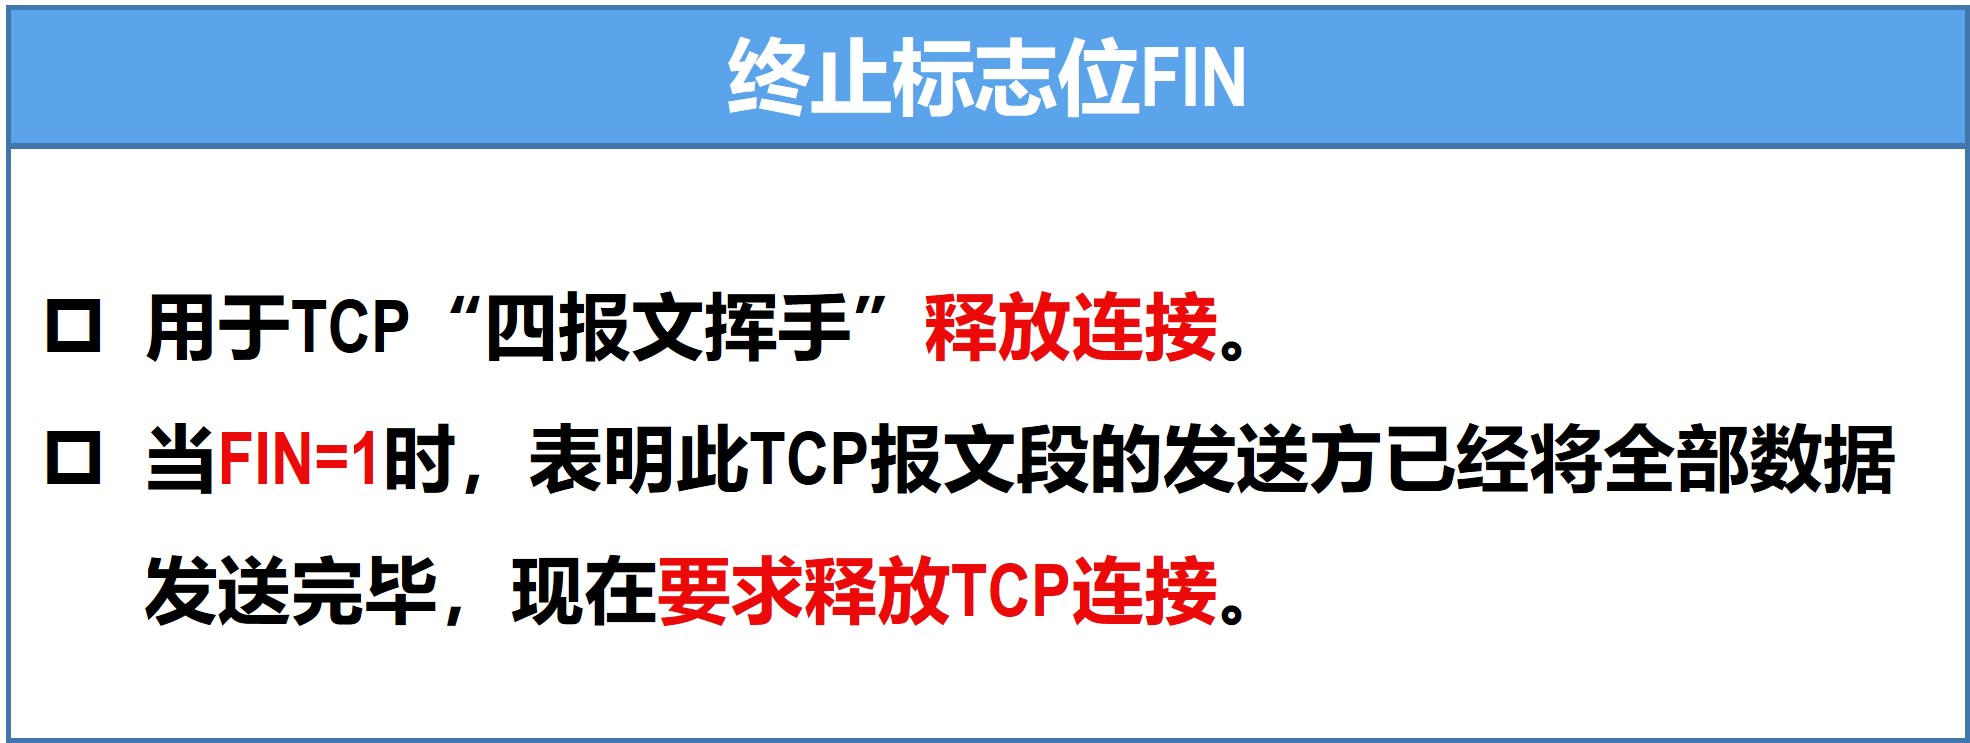 终止标志位FIN
用于TCP“四报文挥手”释放连接。
当FIN=1时，表明此TCP报文段的发送方已经将全部数据
发送完毕，现在要求释放TCP连接。